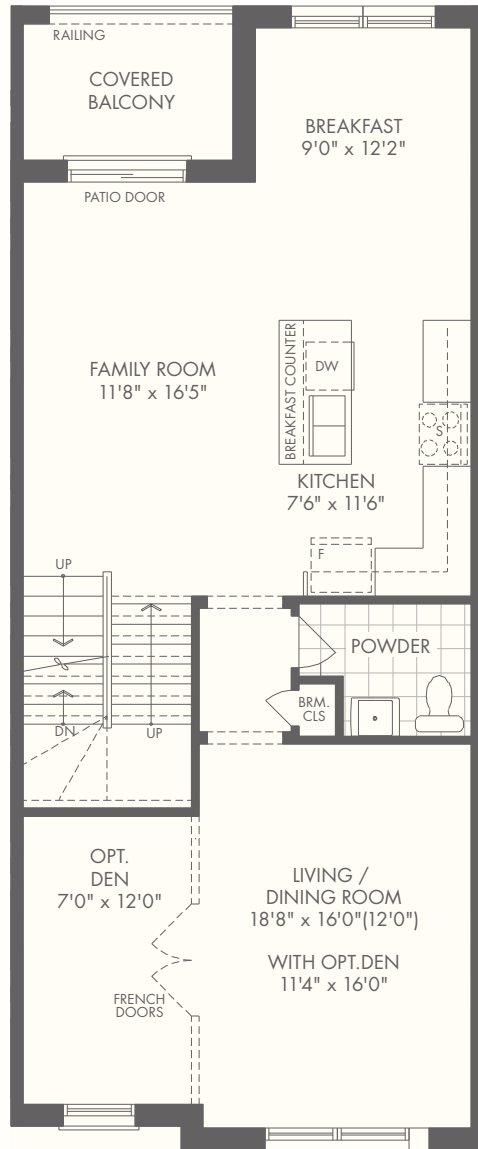 RAILING
COVERED
BALCONY
BREAKFAST
9'0" x 12'2"
PATIO DOOR
FAMILY ROOM
11'8" x 16'5"
BREAKFAST COUNTER
DW
S
KITCHEN
7'6" x 11'6"
F
UP
DN
UP
POWDER
BRM.
CLS
OPT.
DEN
7'0" x 12'0"
LIVING /
DINING ROOM
18'8" x 16'0"(12'0")
WITH OPT.DEN
11'4" x 16'0"
FRENCH
DOORS